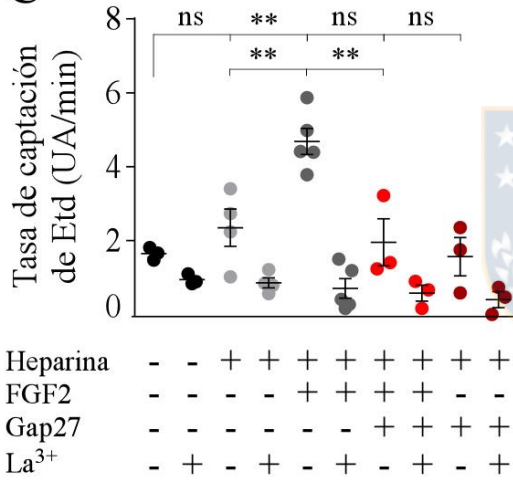 ns ** ns ns
** **
8
6
4
2
0
Tasa de captación
de Etd (UA/min)
Heparina - - + + + + + + + +
FGF2 - - - - + + + + - -
Gap27 - - - - - - + + + +
La3+ - + - + - + - + - +